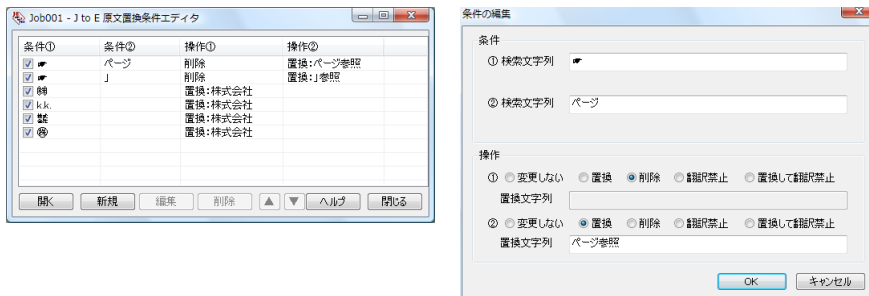 Job001 - J to E 原文置換条件エディタ
条件① 条件② 操作① 操作②
☛ ページ 削除 置換:ページ参照
☛ 」 削除 置換:」参照
㈱ 置換:株式会社
k.k. 置換:株式会社
㍿ 置換:株式会社
置換:株式会社
開く 新規 編集 削除 ▲ ▼ ヘルプ 閉じる
条件の編集
条件
① 検索文字列 ☛
② 検索文字列 ページ
操作
① 変更しない 置換 削除 翻訳禁止 置換して翻訳禁止
置換文字列
② 変更しない 置換 削除 翻訳禁止 置換して翻訳禁止
置換文字列 ページ参照
OK キャンセル